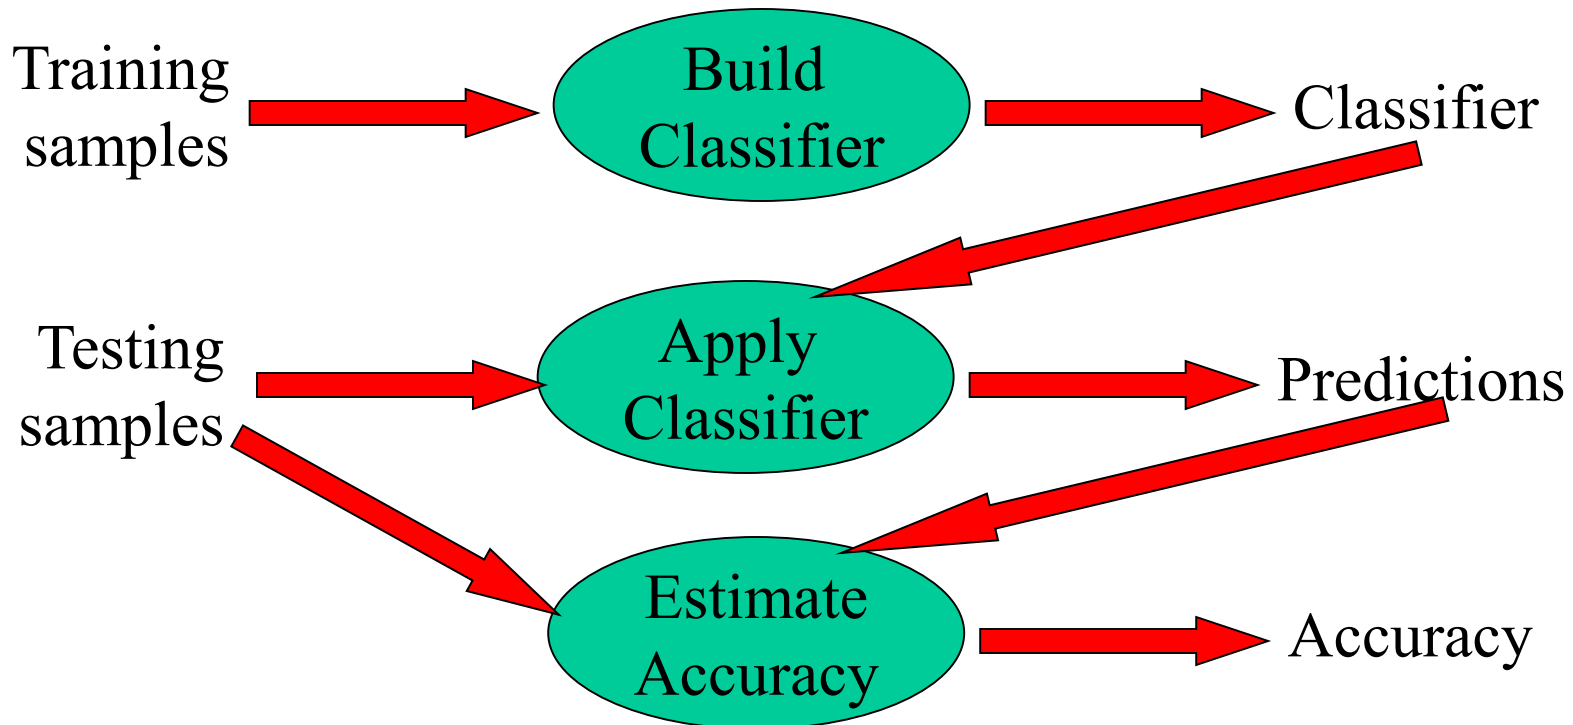 Training
samples
Build
Classifier
Classifier
Testing
samples
Apply
Classifier
Predictions
Estimate
Accuracy
Accuracy